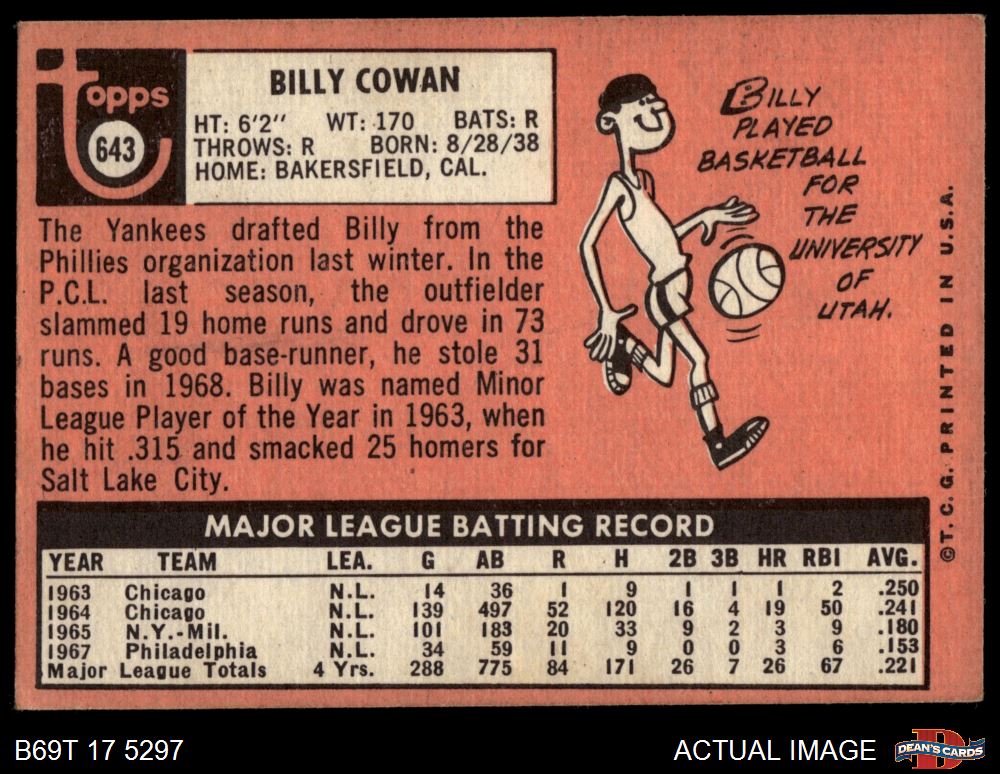 Topps
643
BILLY COWAN
HT: 6'2" WT: 170 BATS: R
THROWS: R BORN: 8/28/38
HOME: BAKERSFIELD, CAL.
The Yankees drafted Billy from the
Phillies organization last winter. In the
P.C.L. last season, the outfielder
slammed 19 home runs and drove in 73
runs. A good base-runner, he stole 31
bases in 1968. Billy was named Minor
League Player of the Year in 1963, when
he hit .315 and smacked 25 homers for
Salt Lake City.
BILLY
PLAYED
BASKETBALL
FOR
THE
UNIVERSITY
OF
UTAH.
©T. C. G. PRINTED IN U.S.A.
MAJOR LEAGUE BATTING RECORD
YEAR TEAM LEA. G AB R H 2B 3B HR RBI AVG.
1963 Chicago N.L. 14 36 1 9 1 1 1 2 .250
1964 Chicago N.L. 139 497 52 120 16 4 19 50 .241
1965 N.Y.-Mil. N.L. 101 183 20 33 9 2 3 9 .180
1967 Philadelphia N.L. 34 59 11 9 0 0 3 6 .153
Major League Totals 4 Yrs. 288 775 84 171 26 7 26 67 .221
B69T 17 5297
ACTUAL IMAGE
D
DEAN'S CARDS